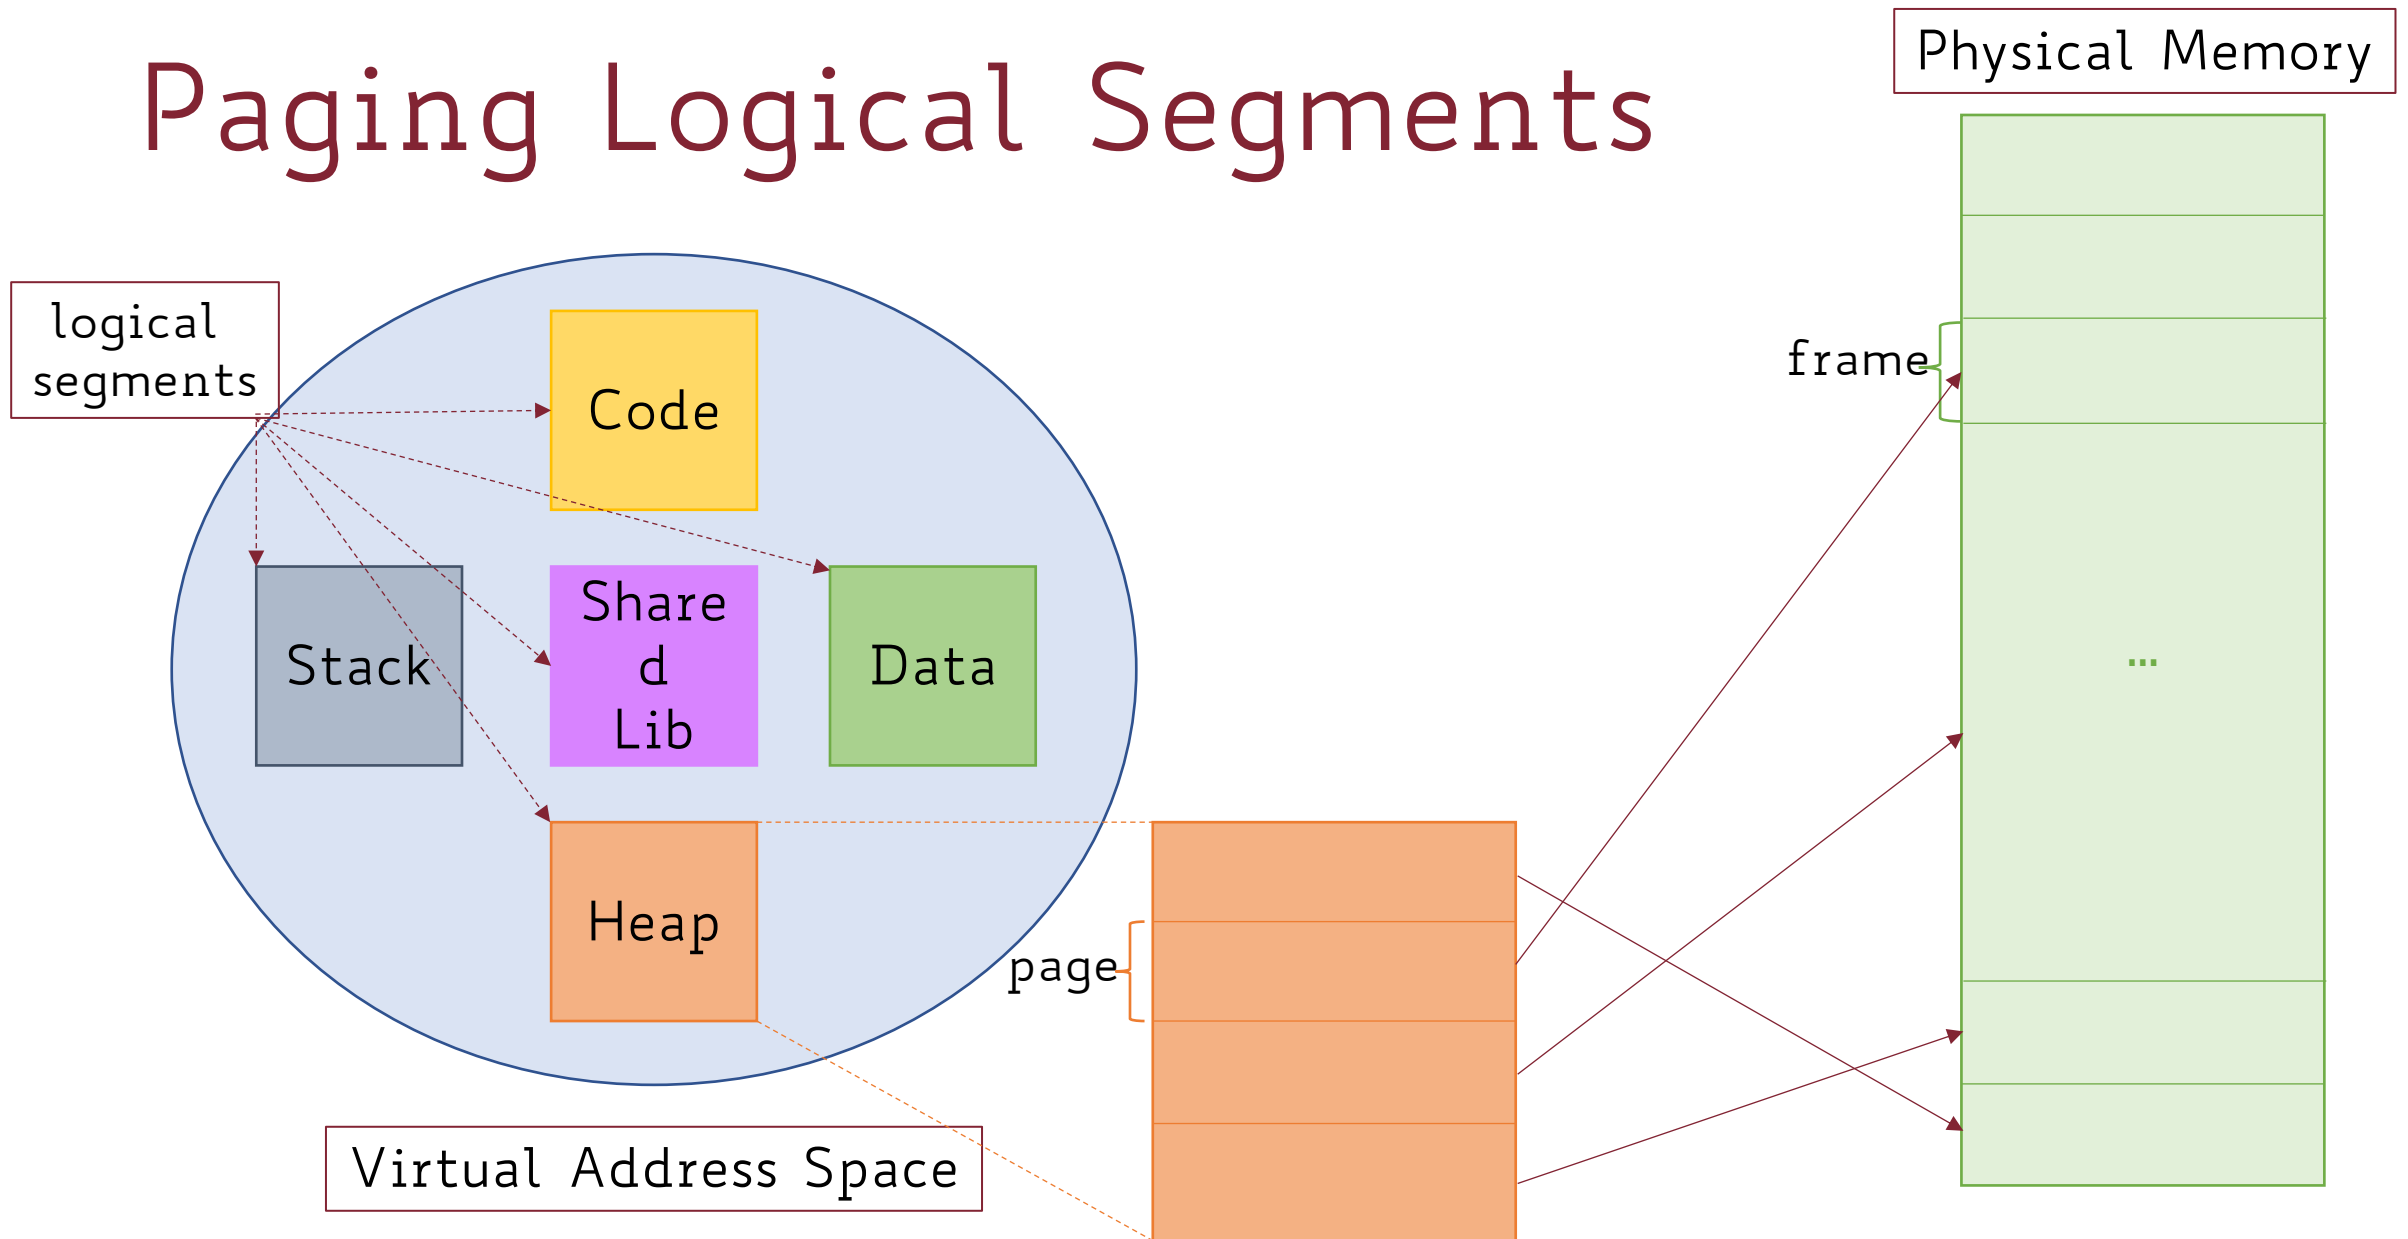 Paging Logical Segments
Physical Memory
logical
segments
Code
frame
Stack
Share
d
Lib
Data
...
Heap
page
Virtual Address Space